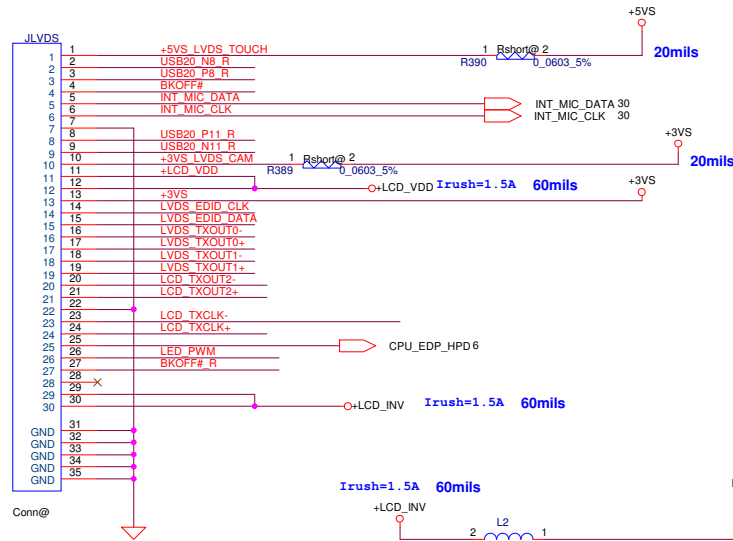 +5VS
JLVDS
1 1 +5VS_LVDS_TOUCH 1 Rshort@ 2 20mils
R390 0_0603_5%
2 2 USB20_N8_R
3 3 USB20_P8_R
4 4 BKOFF#
5 5 INT_MIC_DATA INT_MIC_DATA 30
6 6 INT_MIC_CLK INT_MIC_CLK 30
7 7
8 8 USB20_P11_R
+3VS
9 9 USB20_N11_R
10 10 +3VS_LVDS_CAM 1 Rshort@ 2 20mils
R389 0_0603_5%
11 11 +LCD_VDD
12 12 +LCD_VDD Irush=1.5A 60mils
+3VS
13 13 +3VS
14 14 LVDS_EDID_CLK
15 15 LVDS_EDID_DATA
16 16 LVDS_TXOUT0-
17 17 LVDS_TXOUT0+
18 18 LVDS_TXOUT1-
19 19 LVDS_TXOUT1+
20 20 LCD_TXOUT2-
21 21 LCD_TXOUT2+
22 22
23 23 LCD_TXCLK-
24 24 LCD_TXCLK+
25 25 CPU_EDP_HPD 6
26 26 LED_PWM
27 27 BKOFF#_R
28 28
29 29
30 30 +LCD_INV Irush=1.5A 60mils
GND 31
GND 32
GND 33
GND 34
GND 35
Irush=1.5A 60mils
Conn@
+LCD_INV
2 L2 1